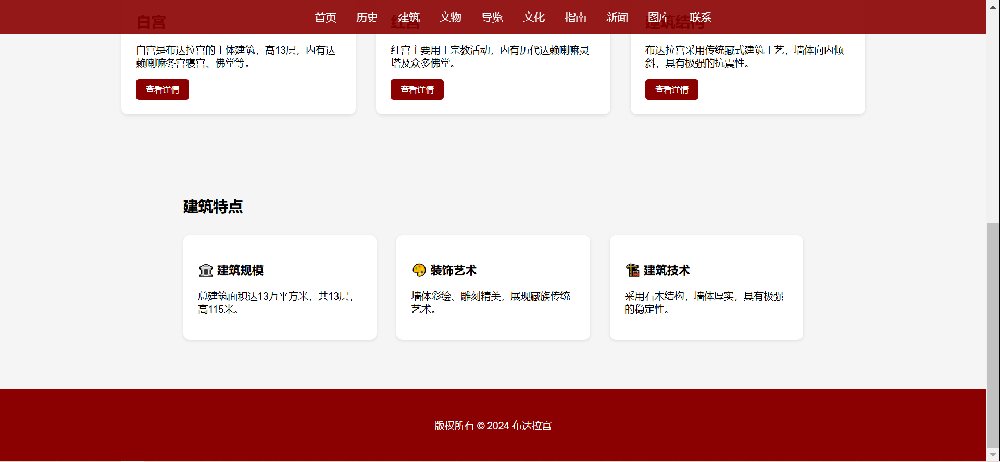 首页 历史 建筑 文物 导览 文化 指南 新闻 图库 联系
白宫 红宫 建筑结构
白宫是布达拉宫的主体建筑，高13层，内有达
赖喇嘛冬宫寝宫、佛堂等。
查看详情
红宫主要用于宗教活动，内有历代达赖喇嘛灵
塔及众多佛堂。
查看详情
布达拉宫采用传统藏式建筑工艺，墙体向内倾
斜，具有极强的抗震性。
查看详情
建筑特点
🏛️ 建筑规模
总建筑面积达13万平方米，共13层，
高115米。
🎨 装饰艺术
墙体彩绘、雕刻精美，展现藏族传统
艺术。
🏗️ 建筑技术
采用石木结构，墙体厚实，具有极强
的稳定性。
版权所有 © 2024 布达拉宫